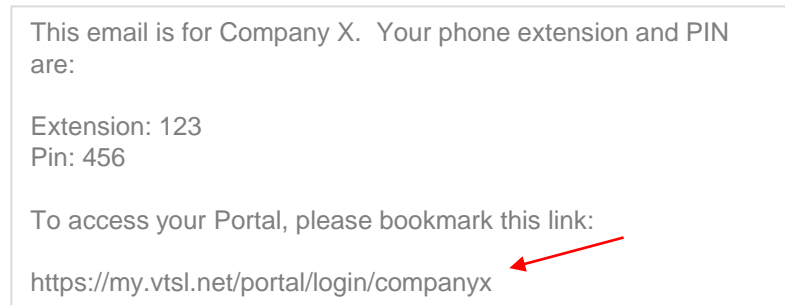 This email is for Company X.  Your phone extension and PIN
are:
Extension: 123
Pin: 456
To access your Portal, please bookmark this link:
https://my.vtsl.net/portal/login/companyx